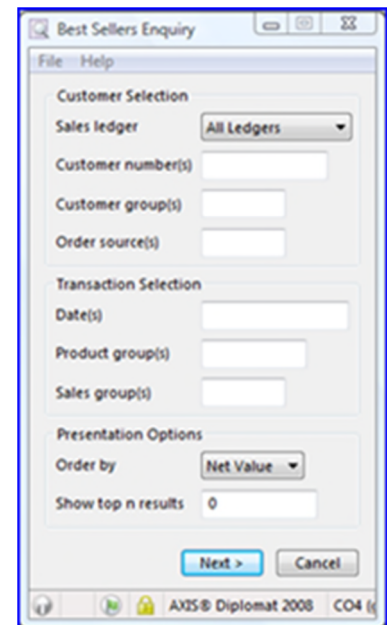 Best Sellers Enquiry
File Help
Customer Selection
Sales ledger All Ledgers
Customer number(s)
Customer group(s)
Order source(s)
Transaction Selection
Date(s)
Product group(s)
Sales group(s)
Presentation Options
Order by Net Value
Show top n results 0
Next > Cancel
AXIS® Diplomat 2008 CO4